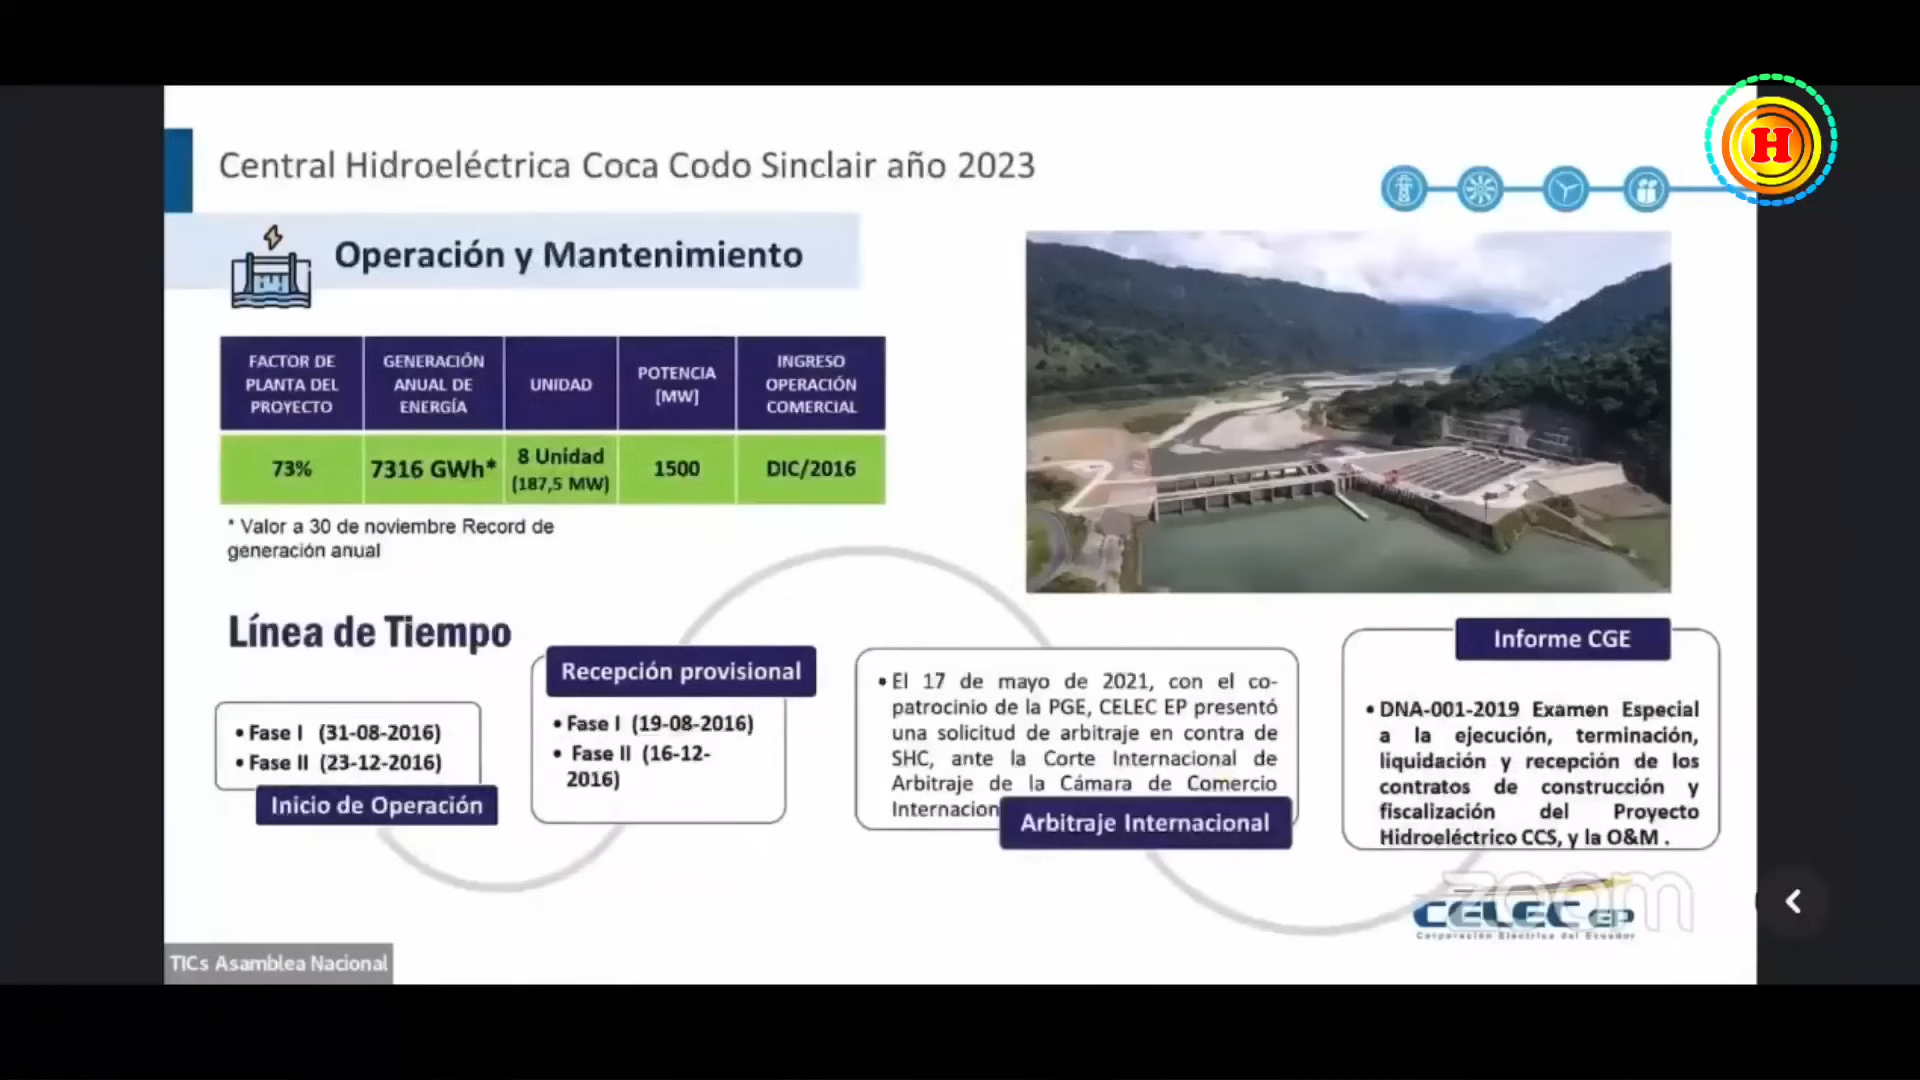 H
Central Hidroeléctrica Coca Codo Sinclair año 2023
Operación y Mantenimiento
FACTOR DE
PLANTA DEL
PROYECTO
GENERACIÓN
ANUAL DE
ENERGÍA
UNIDAD
POTENCIA
[MW]
INGRESO
OPERACIÓN
COMERCIAL
73%
7316 GWh*
8 Unidad
(187,5 MW)
1500
DIC/2016
* Valor a 30 de noviembre Record de
generación anual
Línea de Tiempo
• Fase I (31-08-2016)
• Fase II (23-12-2016)
Inicio de Operación
Recepción provisional
• Fase I (19-08-2016)
• Fase II (16-12-
2016)
• El 17 de mayo de 2021, con el co-
patrocinio de la PGE, CELEC EP presentó
una solicitud de arbitraje en contra de
SHC, ante la Corte Internacional de
Arbitraje de la Cámara de Comercio
Internacion
Arbitraje Internacional
Informe CGE
• DNA-001-2019 Examen Especial
a la ejecución, terminación,
liquidación y recepción de los
contratos de construcción y
fiscalización del Proyecto
Hidroeléctrico CCS, y la O&M .
zoom
CELEC EP
Corporación Eléctrica del Ecuador
TICs Asamblea Nacional